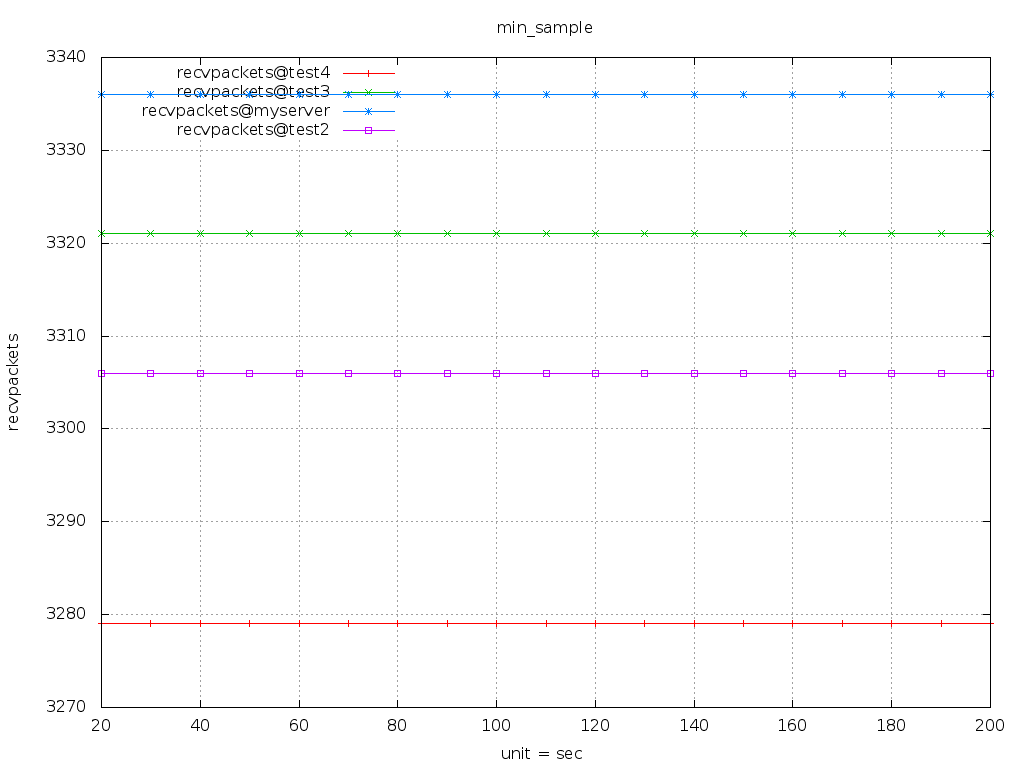 min_sample
3340
recvpackets@test4
recvpackets@test3
recvpackets@myserver
recvpackets@test2
3330
3320
3310
recvpackets
3300
3290
3280
3270
20 40 60 80 100 120 140 160 180 200
unit = sec